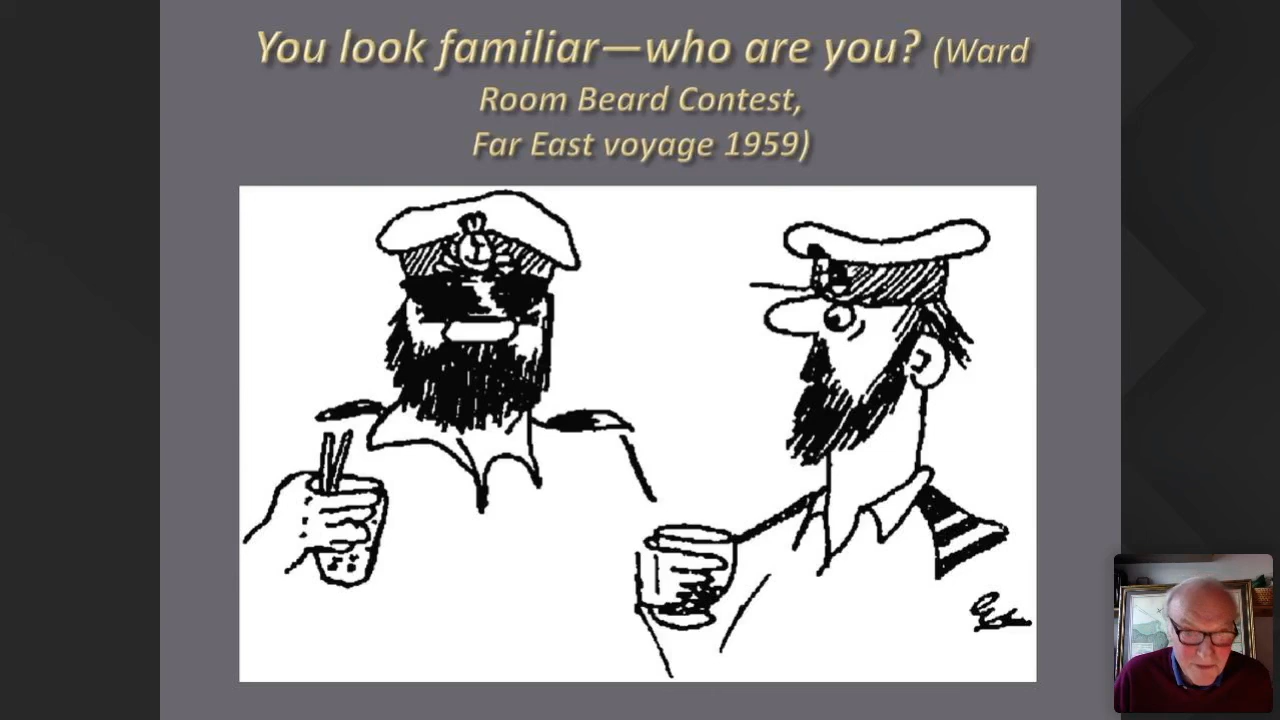 You look familiar—who are you? (Ward
Room Beard Contest,
Far East voyage 1959)